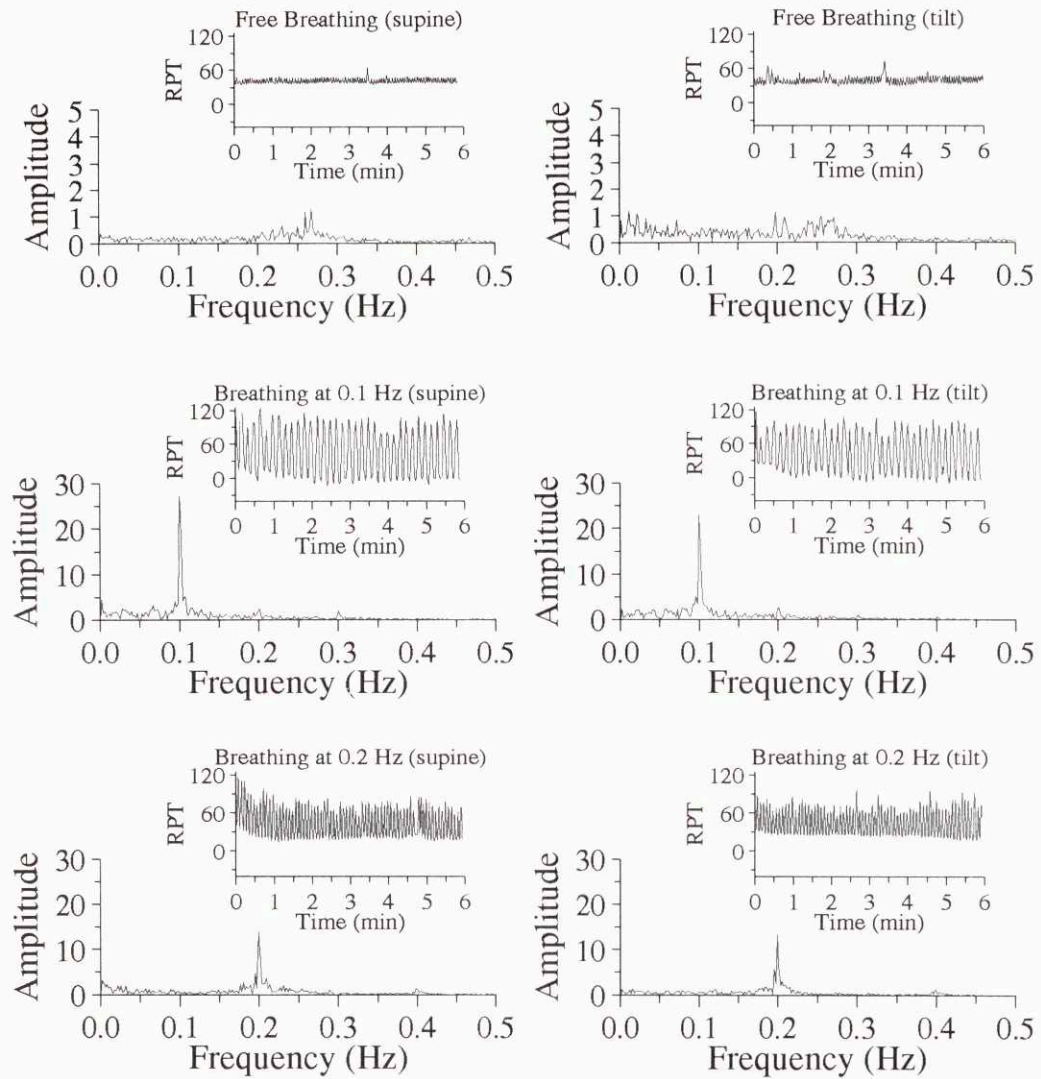 Free Breathing (supine)
120
60
0
RPT
0 1 2 3 4 5 6
Time (min)
5
4
3
2
1
0
Amplitude
0.0 0.1 0.2 0.3 0.4 0.5
Frequency (Hz)
Free Breathing (tilt)
120
60
0
RPT
0 1 2 3 4 5 6
Time (min)
5
4
3
2
1
0
Amplitude
0.0 0.1 0.2 0.3 0.4 0.5
Frequency (Hz)
Breathing at 0.1 Hz (supine)
120
60
0
RPT
0 1 2 3 4 5 6
Time (min)
30
20
10
0
Amplitude
0.0 0.1 0.2 0.3 0.4 0.5
Frequency (Hz)
Breathing at 0.1 Hz (tilt)
120
60
0
RPT
0 1 2 3 4 5 6
Time (min)
30
20
10
0
Amplitude
0.0 0.1 0.2 0.3 0.4 0.5
Frequency (Hz)
Breathing at 0.2 Hz (supine)
120
60
0
RPT
0 1 2 3 4 5 6
Time (min)
30
20
10
0
Amplitude
0.0 0.1 0.2 0.3 0.4 0.5
Frequency (Hz)
Breathing at 0.2 Hz (tilt)
120
60
0
RPT
0 1 2 3 4 5 6
Time (min)
30
20
10
0
Amplitude
0.0 0.1 0.2 0.3 0.4 0.5
Frequency (Hz)